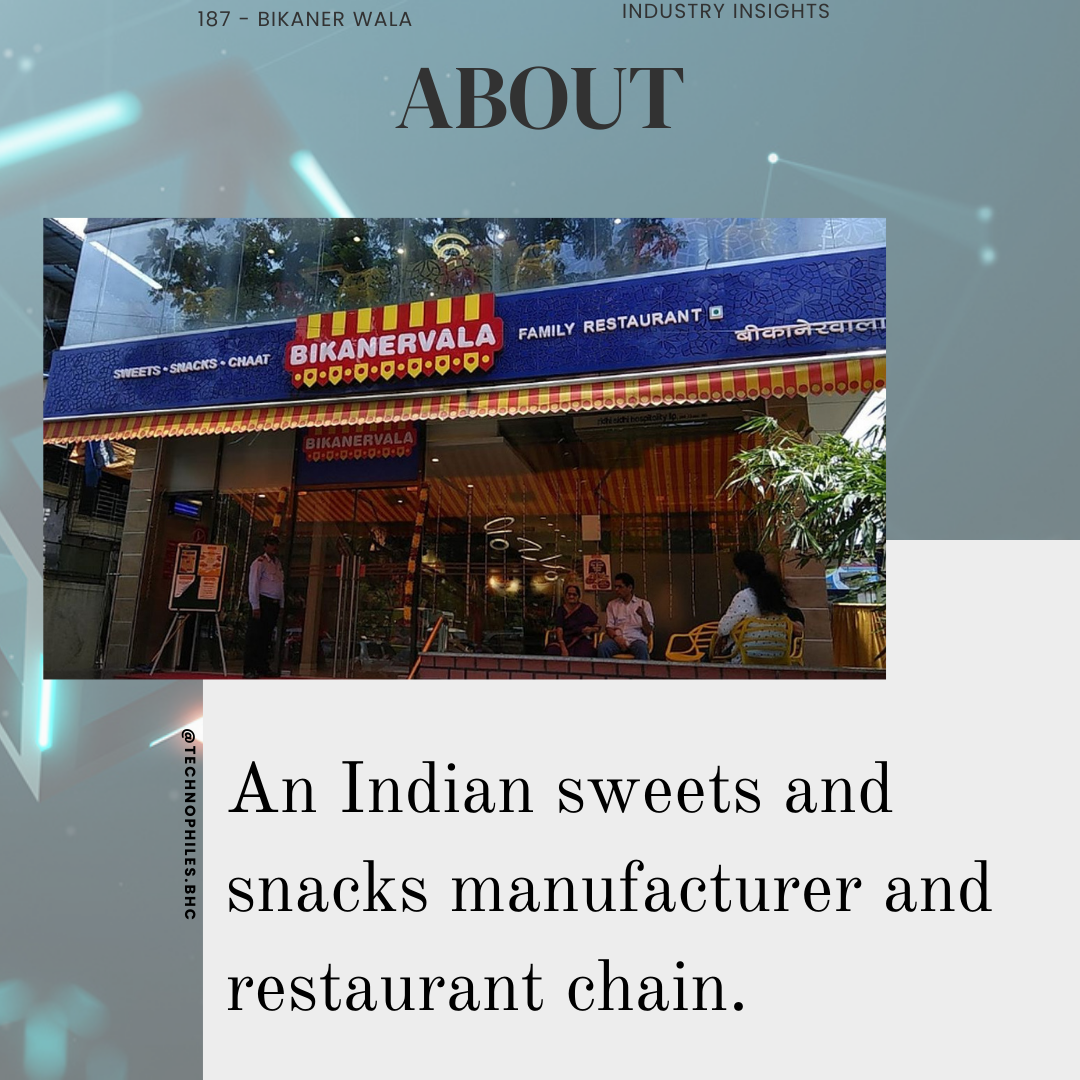 187 - BIKANER WALA
INDUSTRY INSIGHTS
ABOUT
SWEETS • SNACKS • CHAAT
BIKANERVALA
FAMILY RESTAURANT
बीकानेरवाला
BIKANERVALA
@TECHNOPHILES.BHC
An Indian sweets and
snacks manufacturer and
restaurant chain.